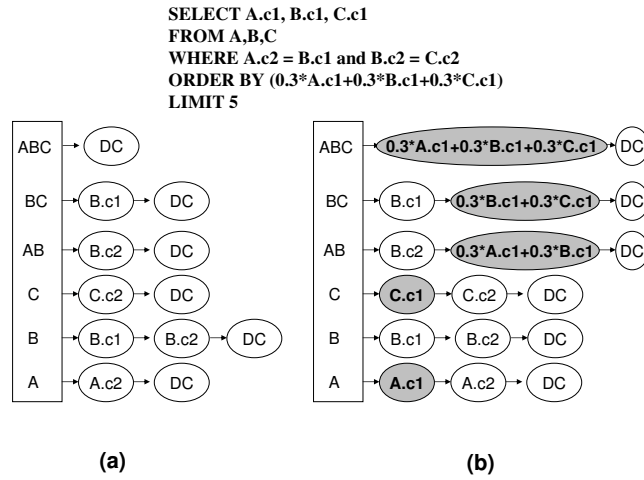 SELECT A.c1, B.c1, C.c1
FROM A,B,C
WHERE A.c2 = B.c1 and B.c2 = C.c2
ORDER BY (0.3*A.c1+0.3*B.c1+0.3*C.c1)
LIMIT 5
ABC DC
BC B.c1 DC
AB B.c2 DC
C C.c2 DC
B B.c1 B.c2 DC
A A.c2 DC
(a)
ABC 0.3*A.c1+0.3*B.c1+0.3*C.c1 DC
BC B.c1 0.3*B.c1+0.3*C.c1 DC
AB B.c2 0.3*A.c1+0.3*B.c1 DC
C C.c1 C.c2 DC
B B.c1 B.c2 DC
A A.c1 A.c2 DC
(b)